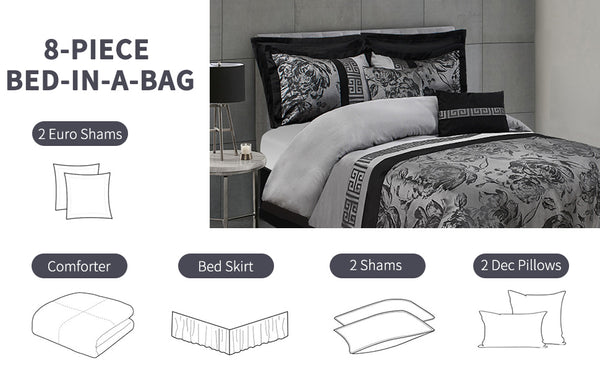 8-PIECE
BED-IN-A-BAG
2 Euro Shams
Comforter
Bed Skirt
2 Shams
2 Dec Pillows